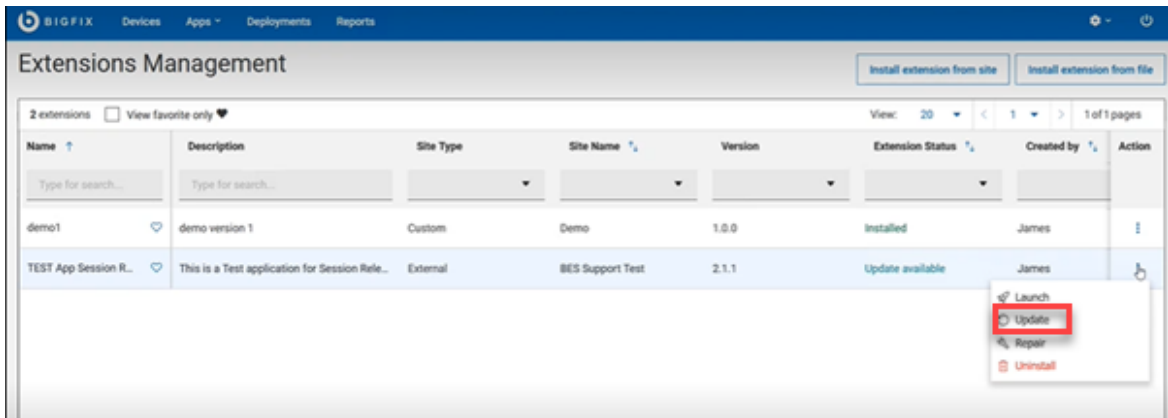 BIGFIX Devices Apps Deployments Reports
Extensions Management
Install extension from site Install extension from file
2 extensions View favorite only View: 20 1 1 of 1 pages
Name Description Site Type Site Name Version Extension Status Created by Action
Type for search... Type for search...
demo1 demo version 1 Custom Demo 1.0.0 Installed James
TEST App Session R... This is a Test application for Session Rele... External BES Support Test 2.1.1 Update available James
Launch
Update
Repair
Uninstall